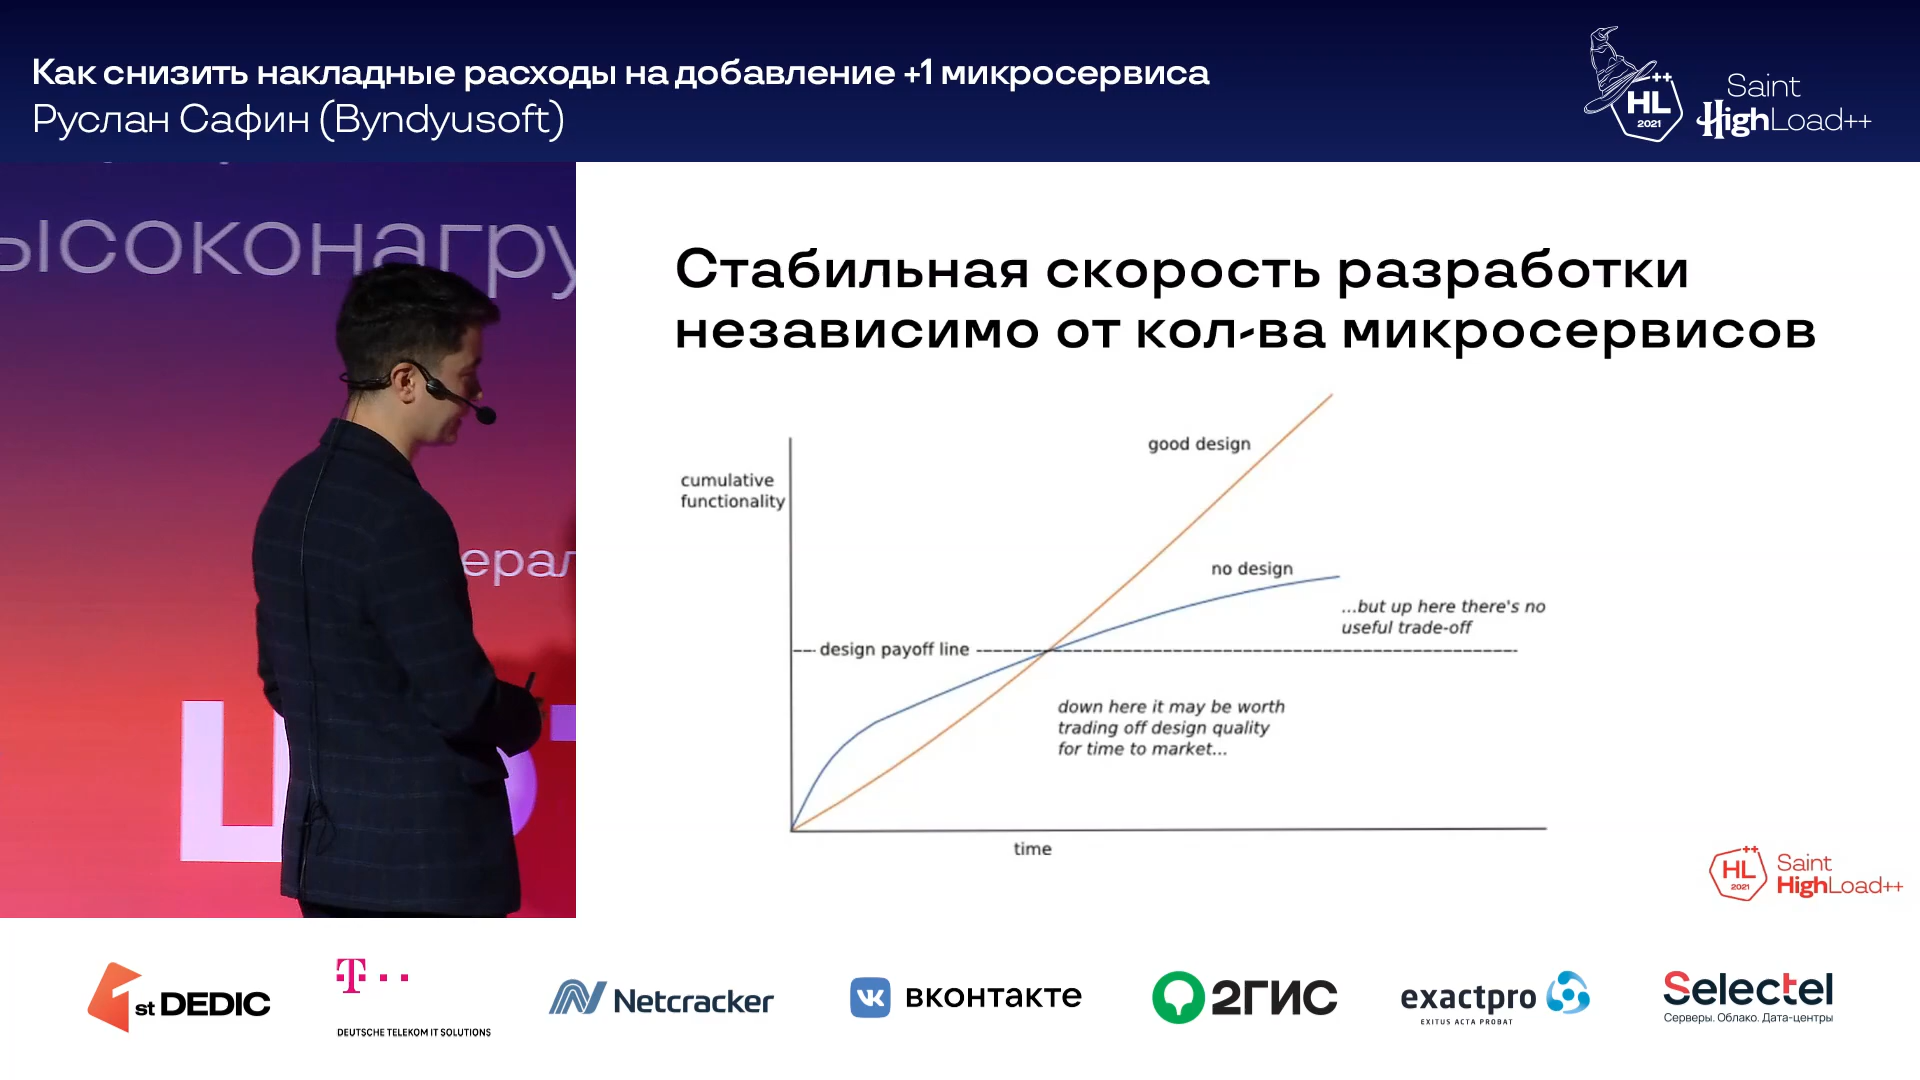 Как снизить накладные расходы на добавление +1 микросервиса
Руслан Сафин (Byndyusoft)
++
HL
2021
Saint
HighLoad++
ысоконагру
ерал
Стабильная скорость разработки
независимо от кол-ва микросервисов
good design
cumulative
functionality
no design
...but up here there's no
useful trade-off
design payoff line
down here it may be worth
trading off design quality
for time to market...
time
++
HL
2021
Saint
HighLoad++
1st DEDIC
T
DEUTSCHE TELEKOM IT SOLUTIONS
Netcracker
вконтакте
2ГИС
exactpro
EXITUS ACTA PROBAT
Selectel
Серверы. Облако. Дата-центры